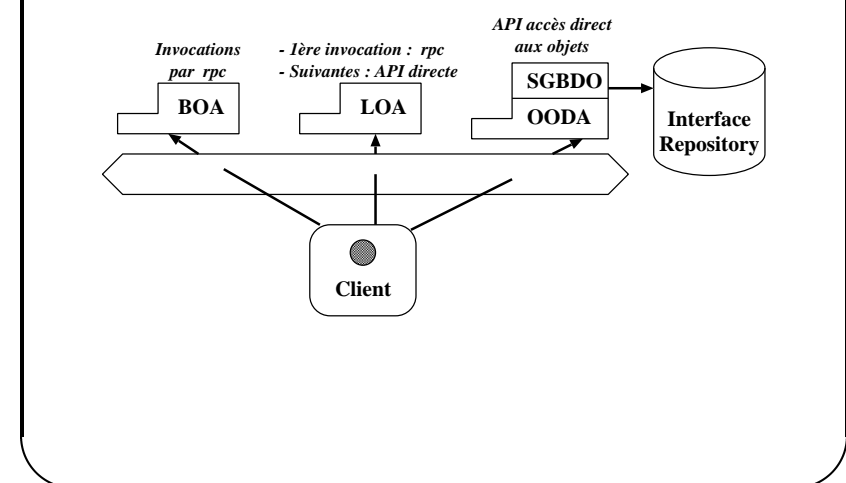 API accès direct
aux objets
Invocations
par rpc
- 1ère invocation : rpc
- Suivantes : API directe
SGBDO
BOA
LOA
OODA
Interface
Repository
Client